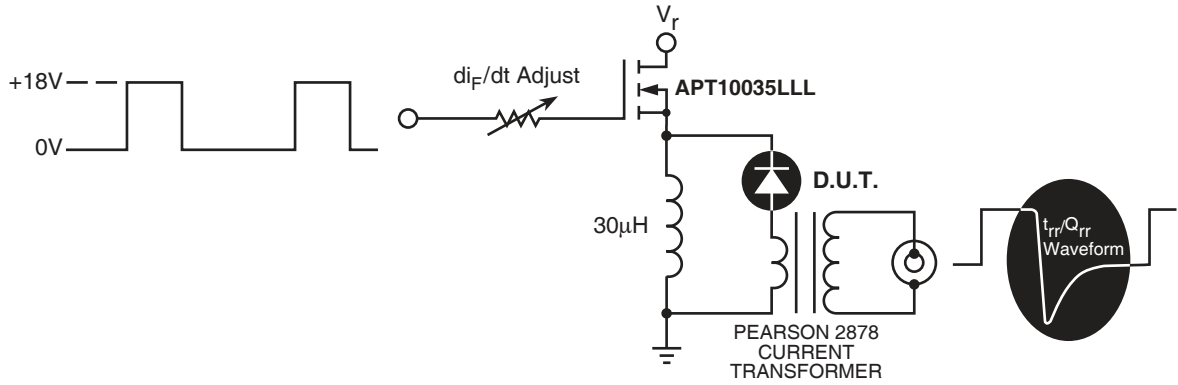 V_r
+18V
0V
di_F/dt Adjust
APT10035LLL
D.U.T.
30μH
t_rr/Q_rr
Waveform
PEARSON 2878
CURRENT
TRANSFORMER